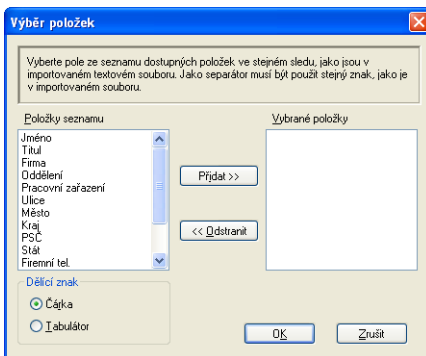 Výběr položek
Vyberte pole ze seznamu dostupných položek ve stejném sledu, jako jsou v
importovaném textovém souboru. Jako separátor musí být použit stejný znak, jako je
v importovaném souboru.
Položky seznamu
Vybrané položky
Jméno
Titul
Firma
Oddělení
Pracovní zařazení
Ulice
Město
Kraj
PSČ
Stát
Firemní tel.
Přidat >>
<< Odstranit
Dělící znak
Čárka
Tabulátor
OK
Zrušit